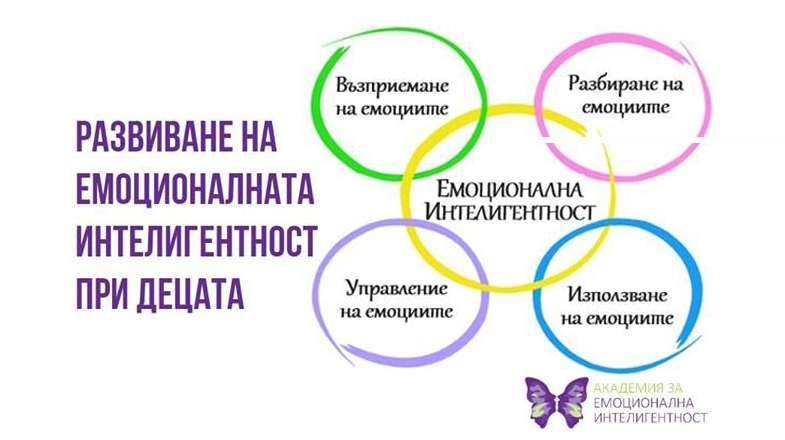 РАЗВИВАНЕ НА
ЕМОЦИОНАЛНАТА
ИНТЕЛИГЕНТНОСТ
ПРИ ДЕЦАТА
Възприемане
на емоциите
Разбиране на
емоциите
Емоционална
Интелигентност
Управление
на емоциите
Използване
на емоциите
АКАДЕМИЯ ЗА
ЕМОЦИОНАЛНА
ИНТЕЛИГЕНТНОСТ